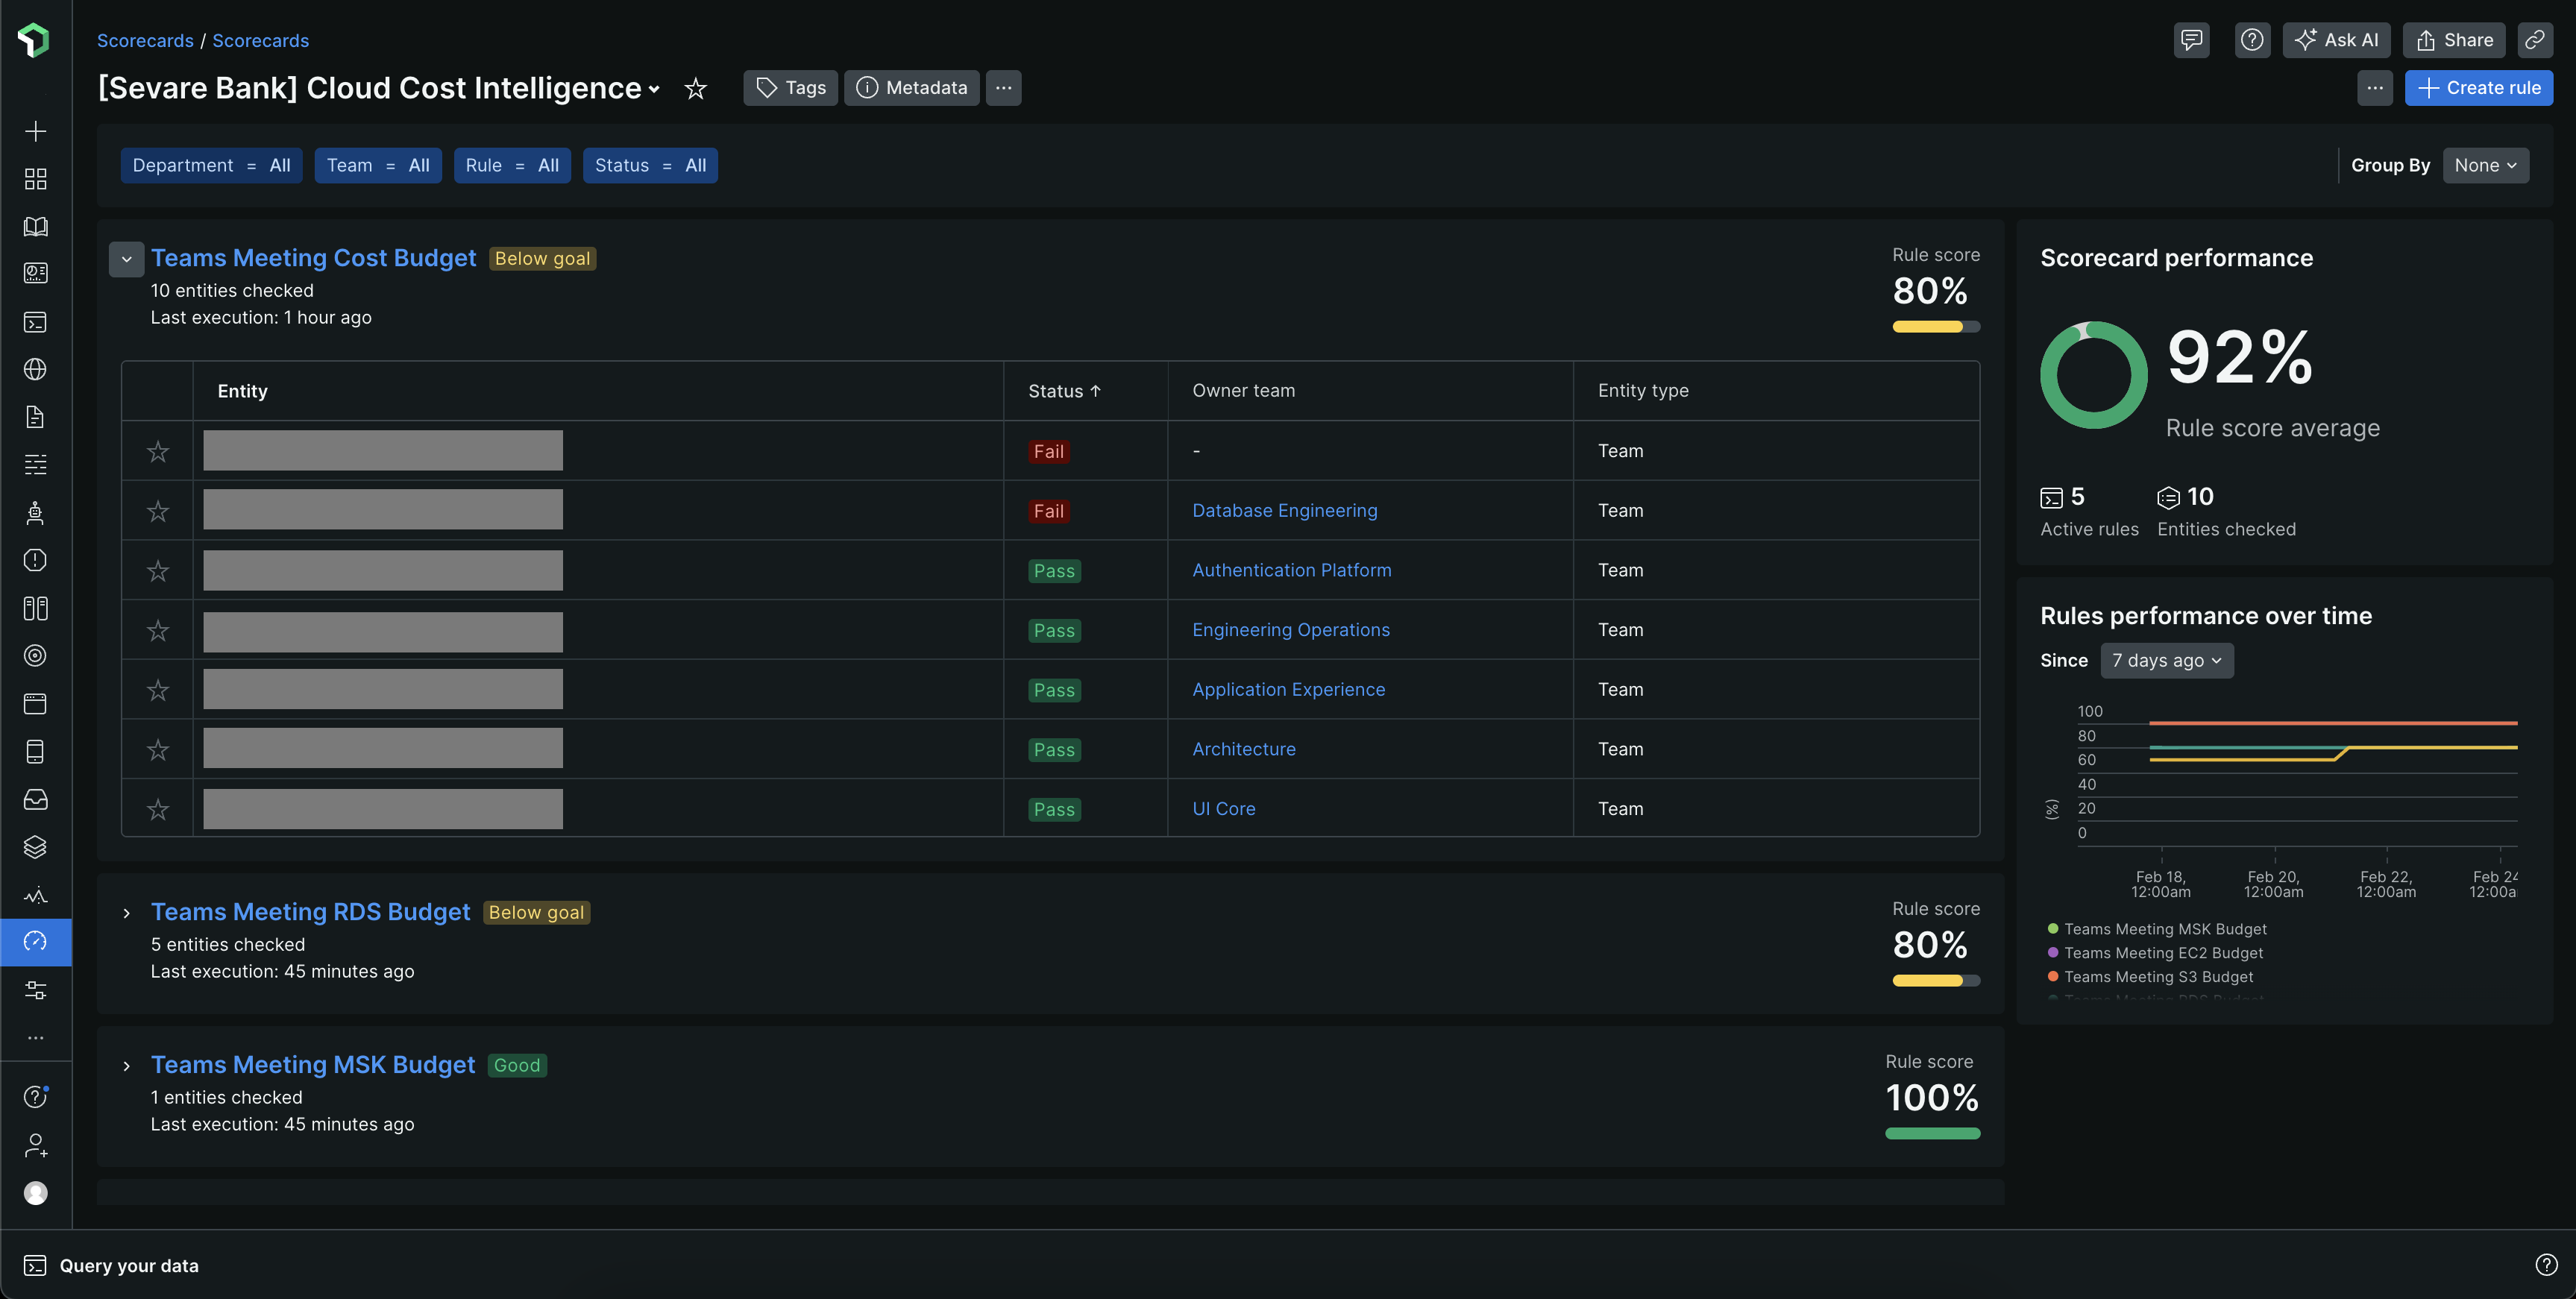 Scorecards / Scorecards
Ask AI
Share
[Sevare Bank] Cloud Cost Intelligence
Tags
Metadata
Create rule
Department = All
Team = All
Rule = All
Status = All
Group By
None
Teams Meeting Cost Budget
Below goal
10 entities checked
Last execution: 1 hour ago
Rule score
80%
Entity
Status ↑
Owner team
Entity type
Fail
-
Team
Fail
Database Engineering
Team
Pass
Authentication Platform
Team
Pass
Engineering Operations
Team
Pass
Application Experience
Team
Pass
Architecture
Team
Pass
UI Core
Team
Teams Meeting RDS Budget
Below goal
5 entities checked
Last execution: 45 minutes ago
Rule score
80%
Teams Meeting MSK Budget
Good
1 entities checked
Last execution: 45 minutes ago
Rule score
100%
Scorecard performance
92%
Rule score average
5
Active rules
10
Entities checked
Rules performance over time
Since
7 days ago
100
80
60
40
20
0
(%)
Feb 18,
12:00am
Feb 20,
12:00am
Feb 22,
12:00am
Feb 24
12:00a
Teams Meeting MSK Budget
Teams Meeting EC2 Budget
Teams Meeting S3 Budget
Teams Meeting RDS Budget
Query your data